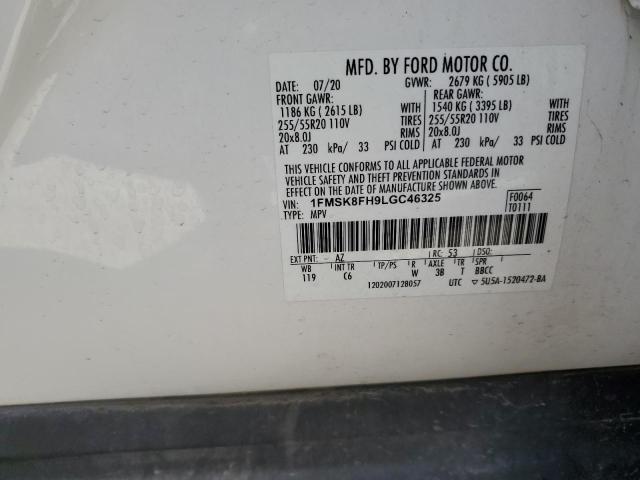 MFD. BY FORD MOTOR CO.
DATE: 07/20 GVWR: 2679 KG ( 5905 LB)
FRONT GAWR: REAR GAWR:
1186 KG ( 2615 LB) WITH 1540 KG ( 3395 LB) WITH
255/55R20 110V TIRES 255/55R20 110V TIRES
20x8.0J RIMS 20x8.0J RIMS
AT 230 kPa/ 33 PSI COLD AT 230 kPa/ 33 PSI COLD
THIS VEHICLE CONFORMS TO ALL APPLICABLE FEDERAL MOTOR
VEHICLE SAFETY AND THEFT PREVENTION STANDARDS IN
EFFECT ON THE DATE OF MANUFACTURE SHOWN ABOVE.
VIN: 1FMSK8FH9LGC46325 F0064
TYPE: MPV T0111
EXT PNT: AZ RC: 53 DSO:
WB INT TR TP/PS R AXLE TR SPR
119 C6 W 3B T BBCC
1202007128057 UTC ▽ 5U5A-1520472-BA